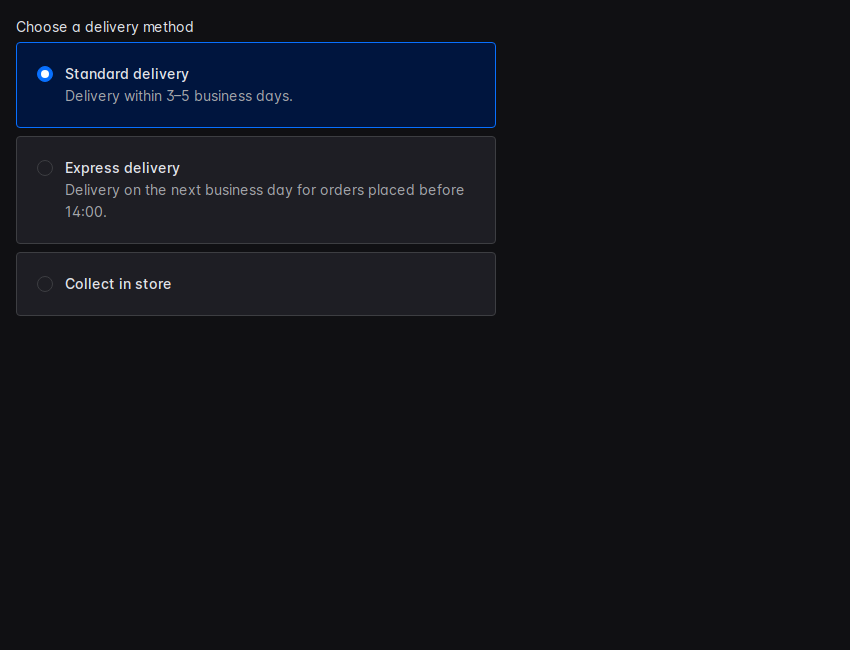 Choose a delivery method
Standard delivery
Delivery within 3–5 business days.
Express delivery
Delivery on the next business day for orders placed before
14:00.
Collect in store